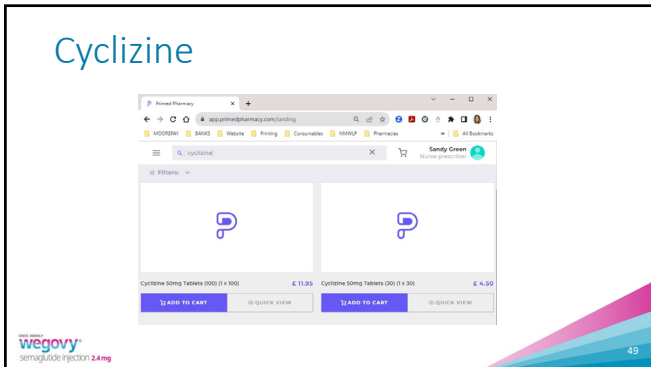 Cyclizine
Primed Pharmacy
app.primedpharmacy.com/landing
MOOREPAY BANKS Website Printing Consumables NMWLF Pharmacies » All Bookmarks
cyclizine
Sandy Green
Nurse prescriber
Filters:
Cyclizine 50mg Tablets (100) (1 x 100) £ 11.95 Cyclizine 50mg Tablets (30) (1 x 30) £ 4.50
ADD TO CART QUICK VIEW ADD TO CART QUICK VIEW
ONCE-WEEKLY
wegovy®
semaglutide injection 2.4 mg
49